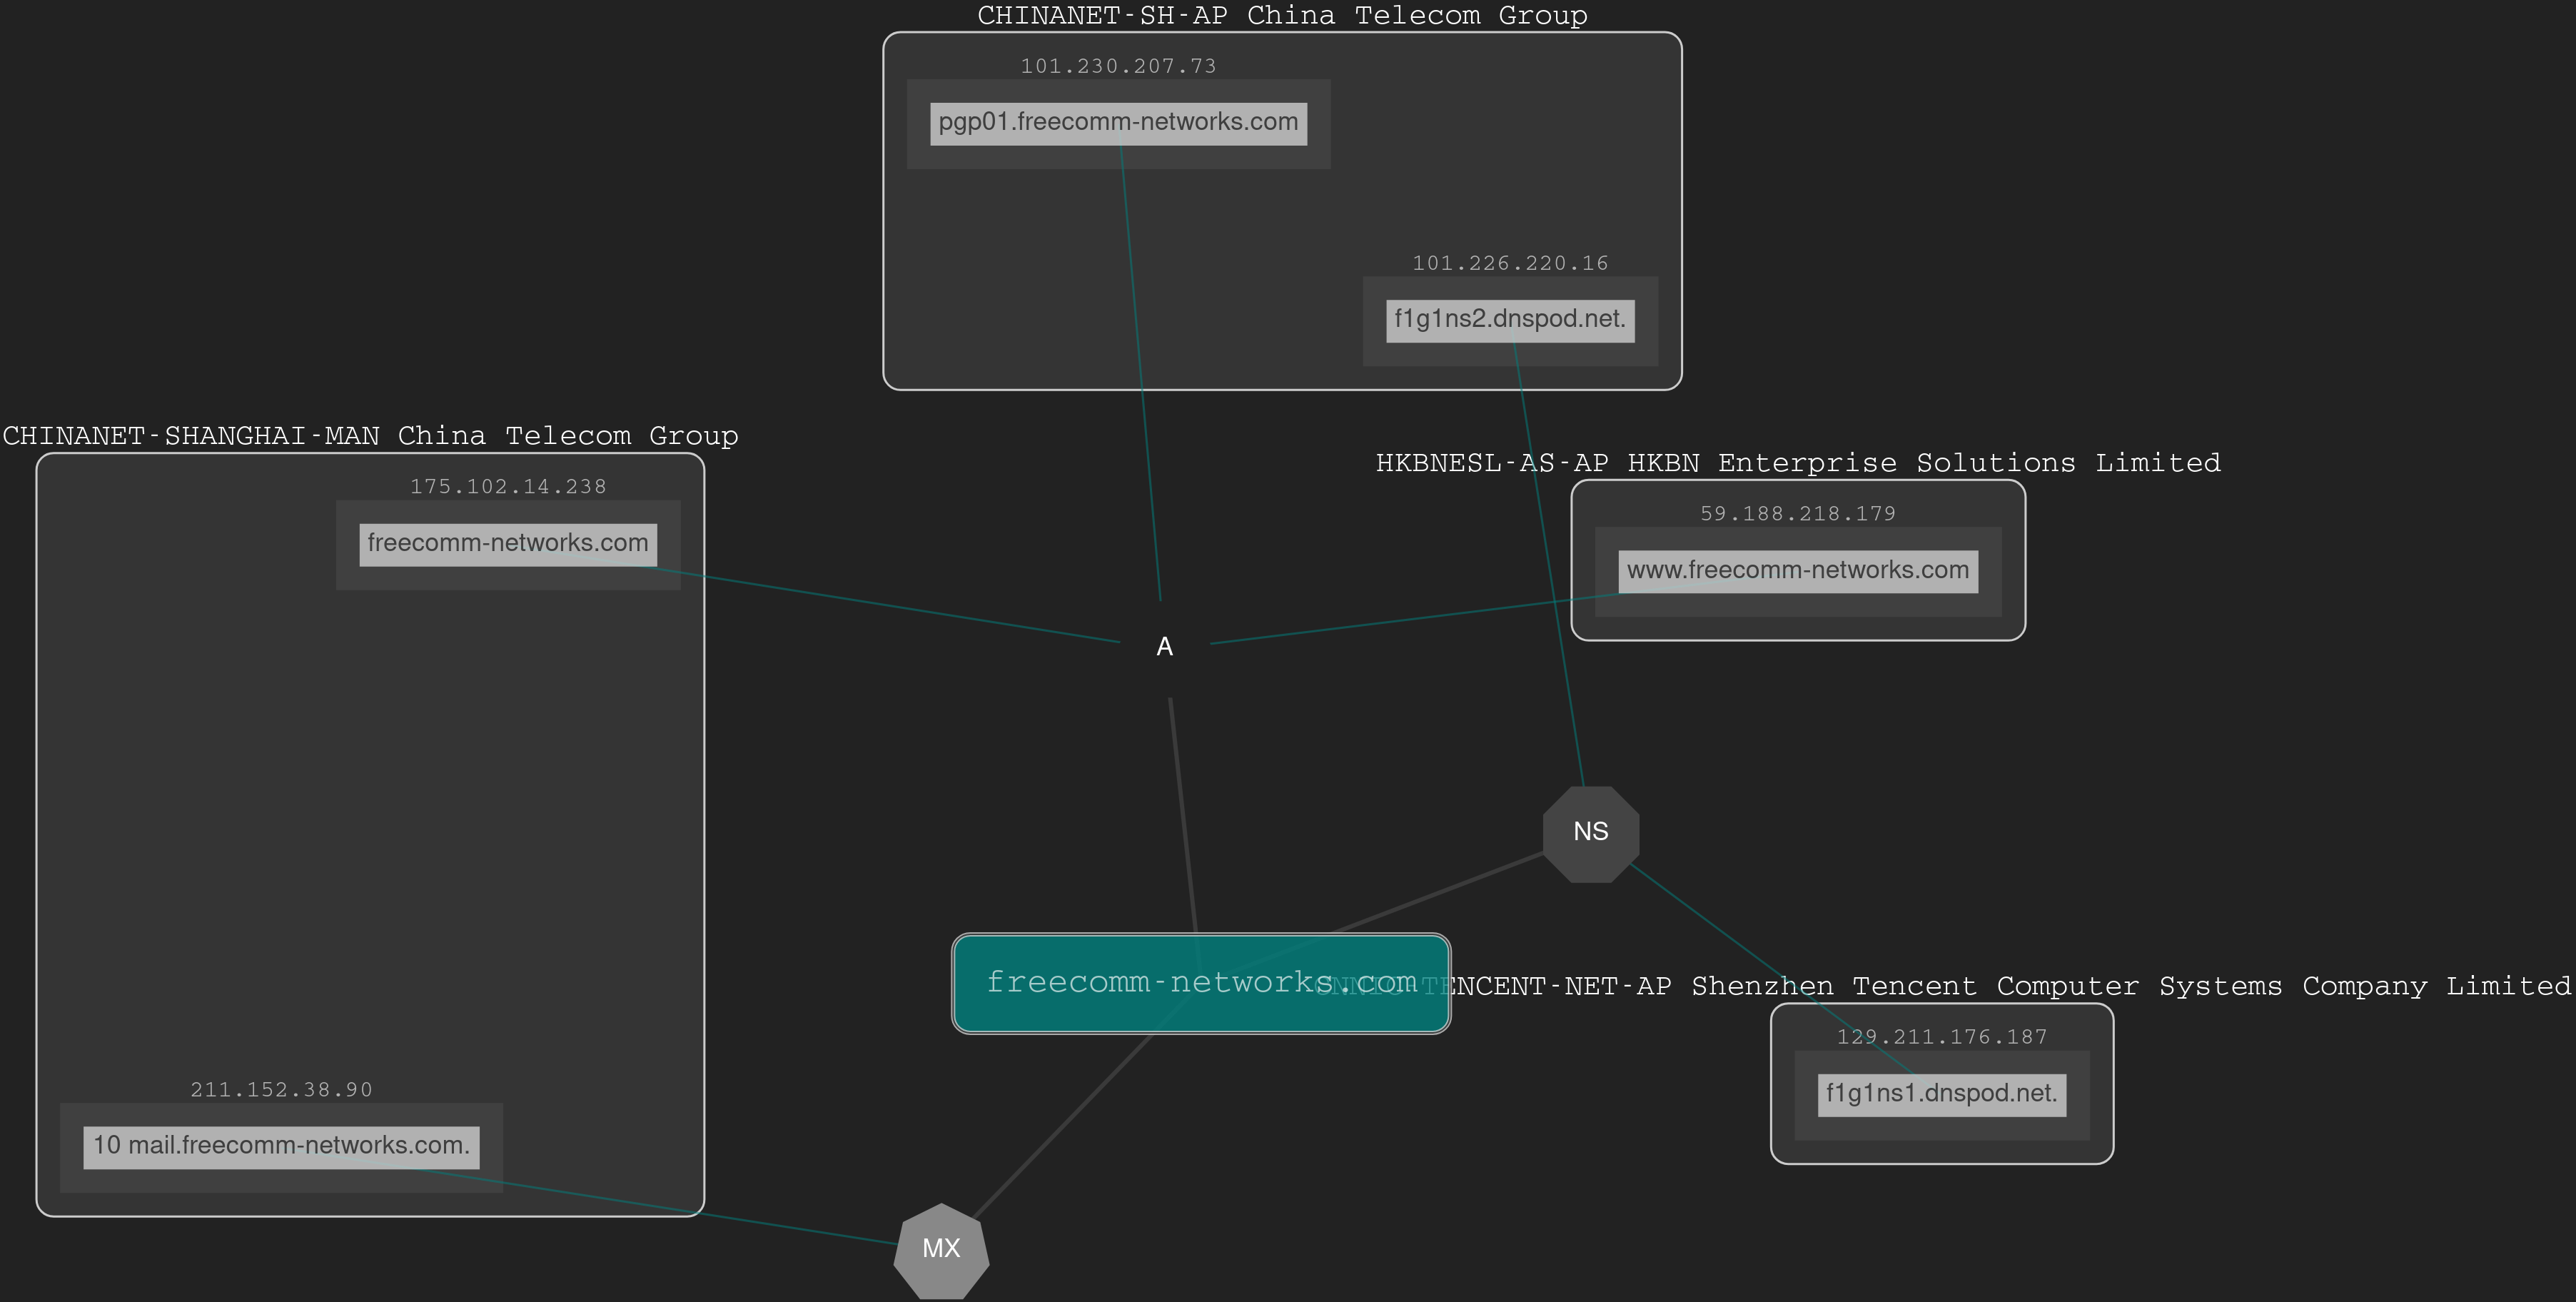 CHINANET-SH-AP China Telecom Group
101.230.207.73
pgp01.freecomm-networks.com
101.226.220.16
f1g1ns2.dnspod.net.
CHINANET-SHANGHAI-MAN China Telecom Group
175.102.14.238
freecomm-networks.com
HKBNESL-AS-AP HKBN Enterprise Solutions Limited
59.188.218.179
www.freecomm-networks.com
A
NS
freecomm-networks.com
CNNIC-TENCENT-NET-AP Shenzhen Tencent Computer Systems Company Limited
129.211.176.187
f1g1ns1.dnspod.net.
211.152.38.90
10 mail.freecomm-networks.com.
MX